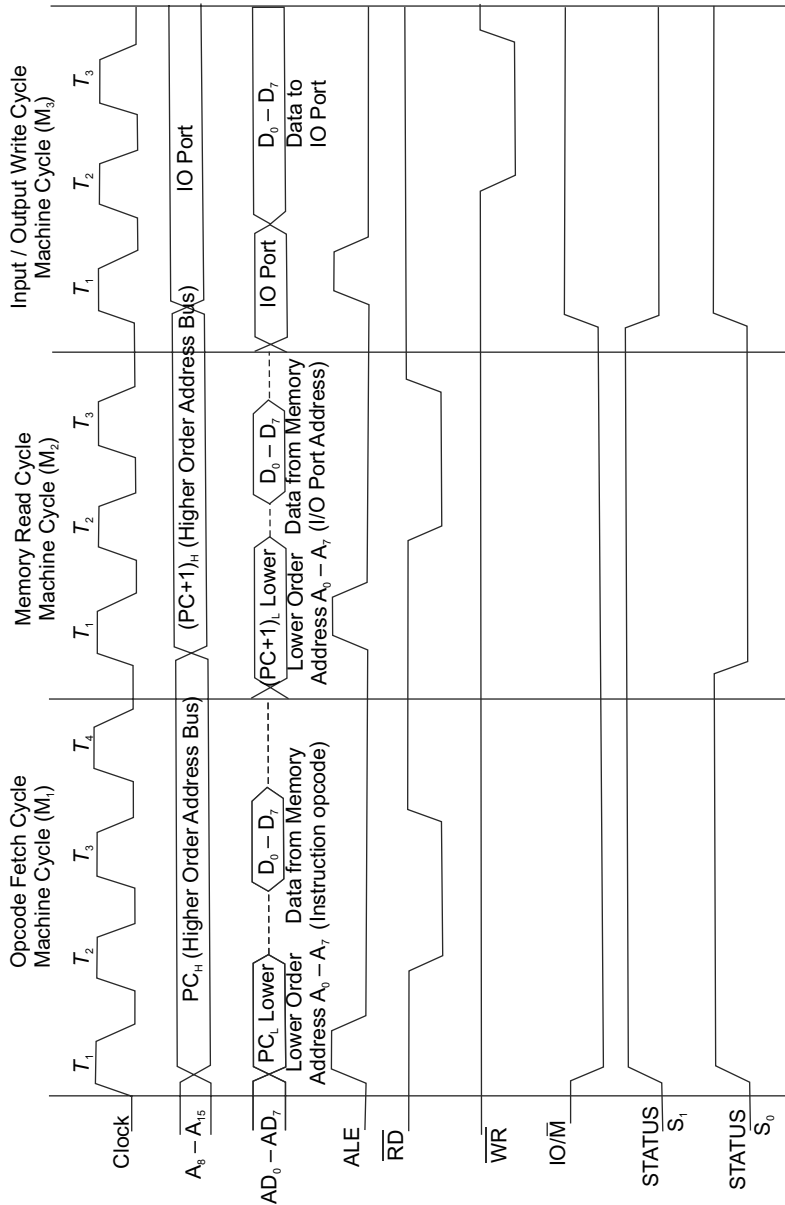 Opcode Fetch Cycle
Machine Cycle (M₁)
Memory Read Cycle
Machine Cycle (M₂)
Input / Output Write Cycle
Machine Cycle (M₃)
T₁
T₂
T₃
T₄
T₁
T₂
T₃
T₁
T₂
T₃
Clock
A₈ – A₁₅
PC_H (Higher Order Address Bus)
(PC+1)_H (Higher Order Address Bus)
IO Port
AD₀ – AD₇
PC_L Lower
D₀ – D₇
(PC+1)_L Lower
D₀ – D₇
IO Port
D₀ – D₇
Lower Order
Address A₀ – A₇
Data from Memory
(Instruction opcode)
Lower Order
Address A₀ – A₇
Data from Memory
(I/O Port Address)
Data to
IO Port
ALE
R̅D̅
W̅R̅
IO/M̅
STATUS
S₁
STATUS
S₀